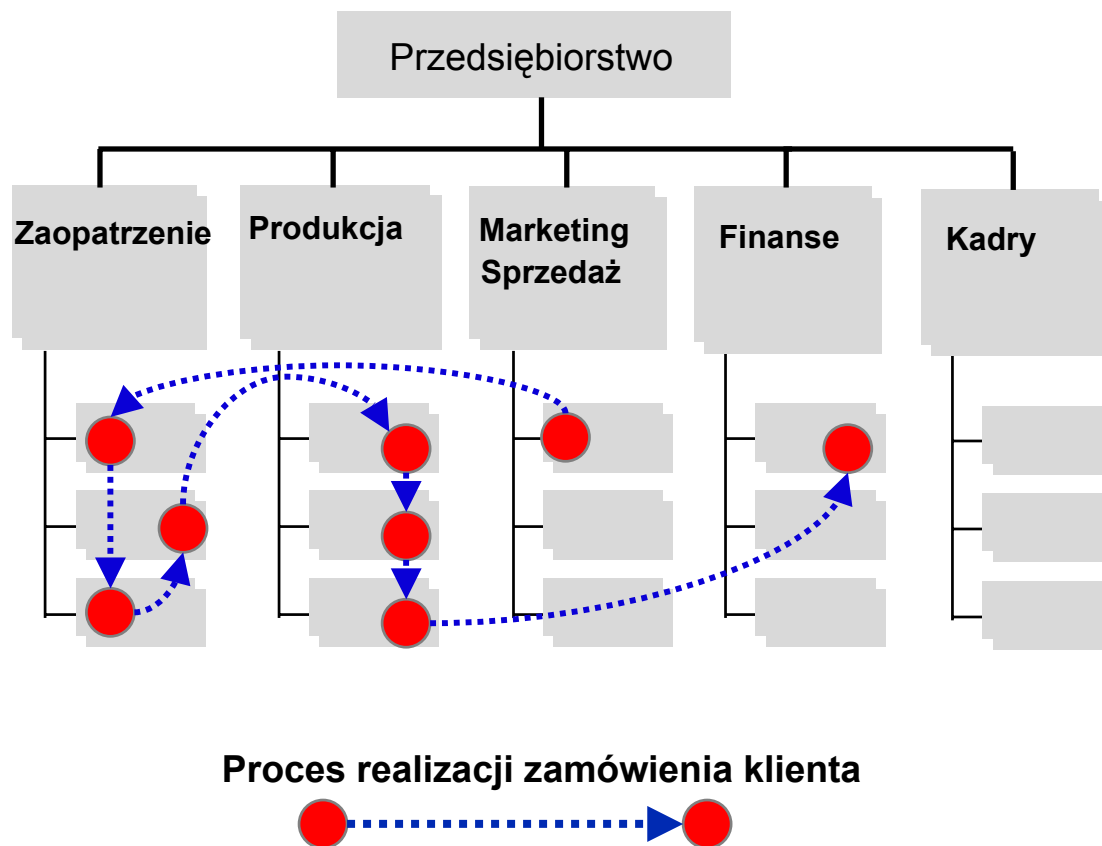 Przedsiębiorstwo
Zaopatrzenie
Produkcja
Marketing
Sprzedaż
Finanse
Kadry
Proces realizacji zamówienia klienta